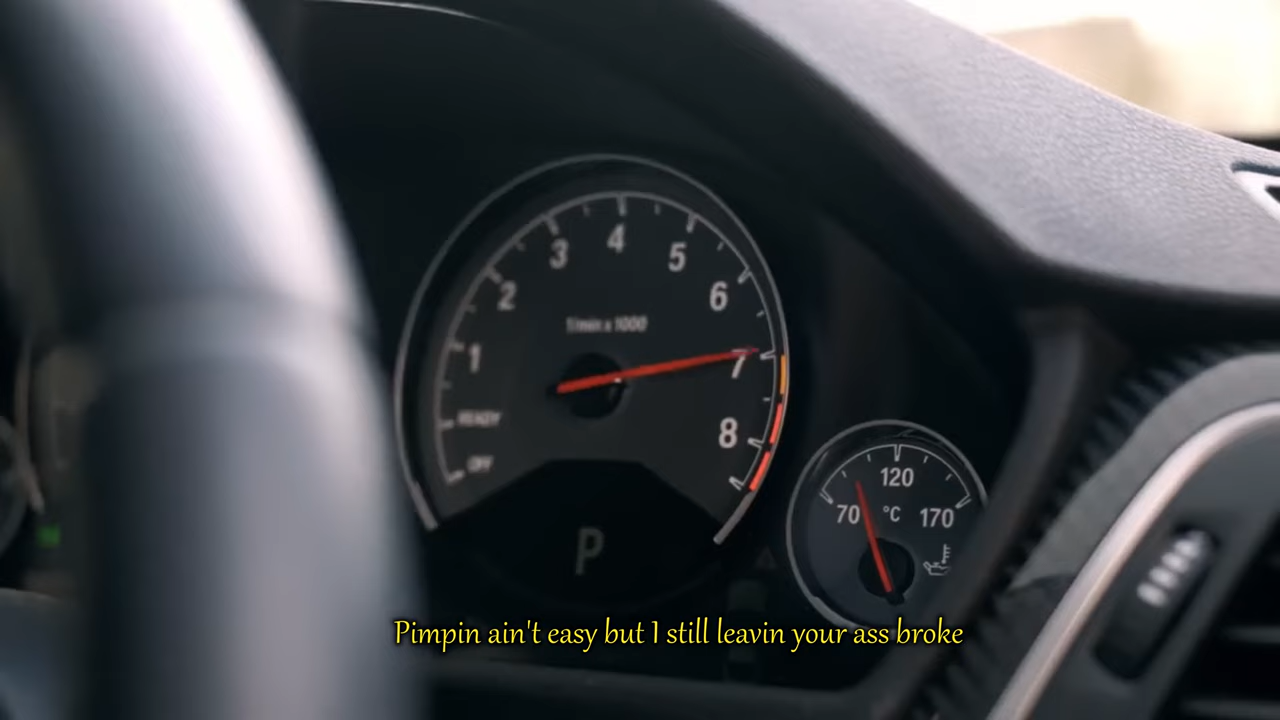 3 4 5
2 6
1/min x 1000
1 7
READY
OFF 8
120
70 °C 170
P
Pimpin ain't easy but I still leavin your ass broke